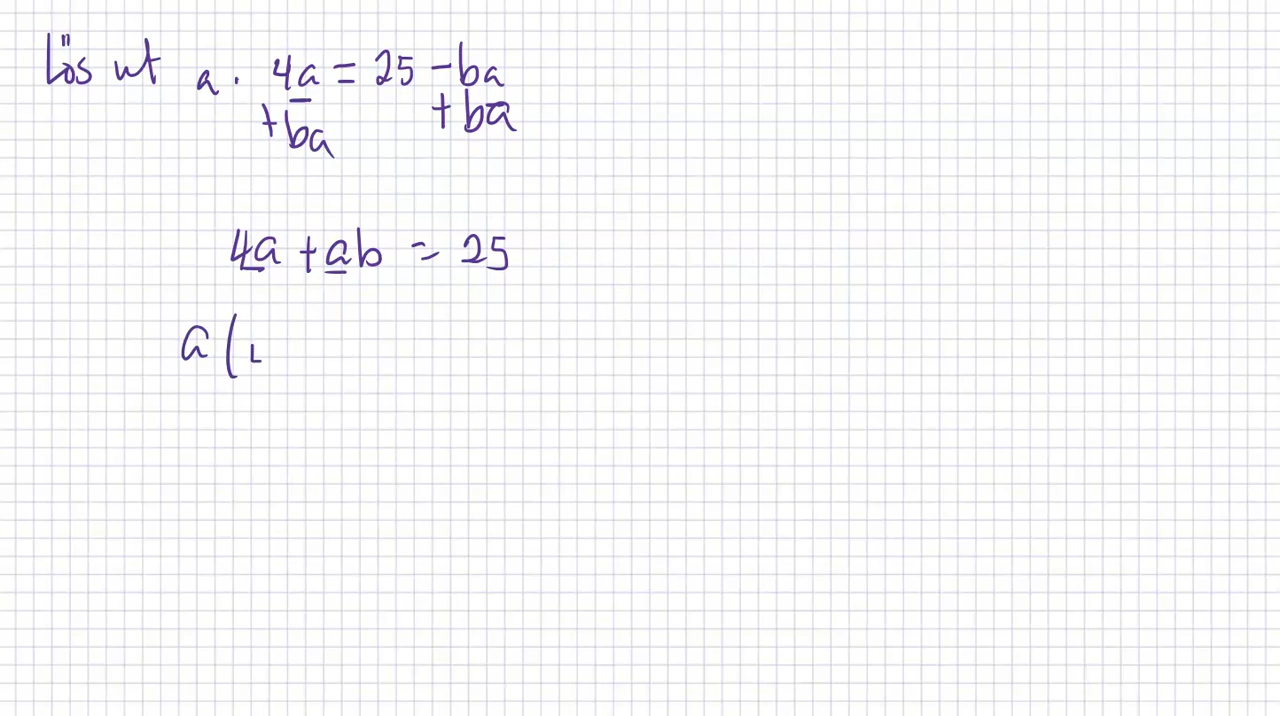 Lös ut a. 4a = 25 - ba
+ba +ba
4a + ab = 25
a (